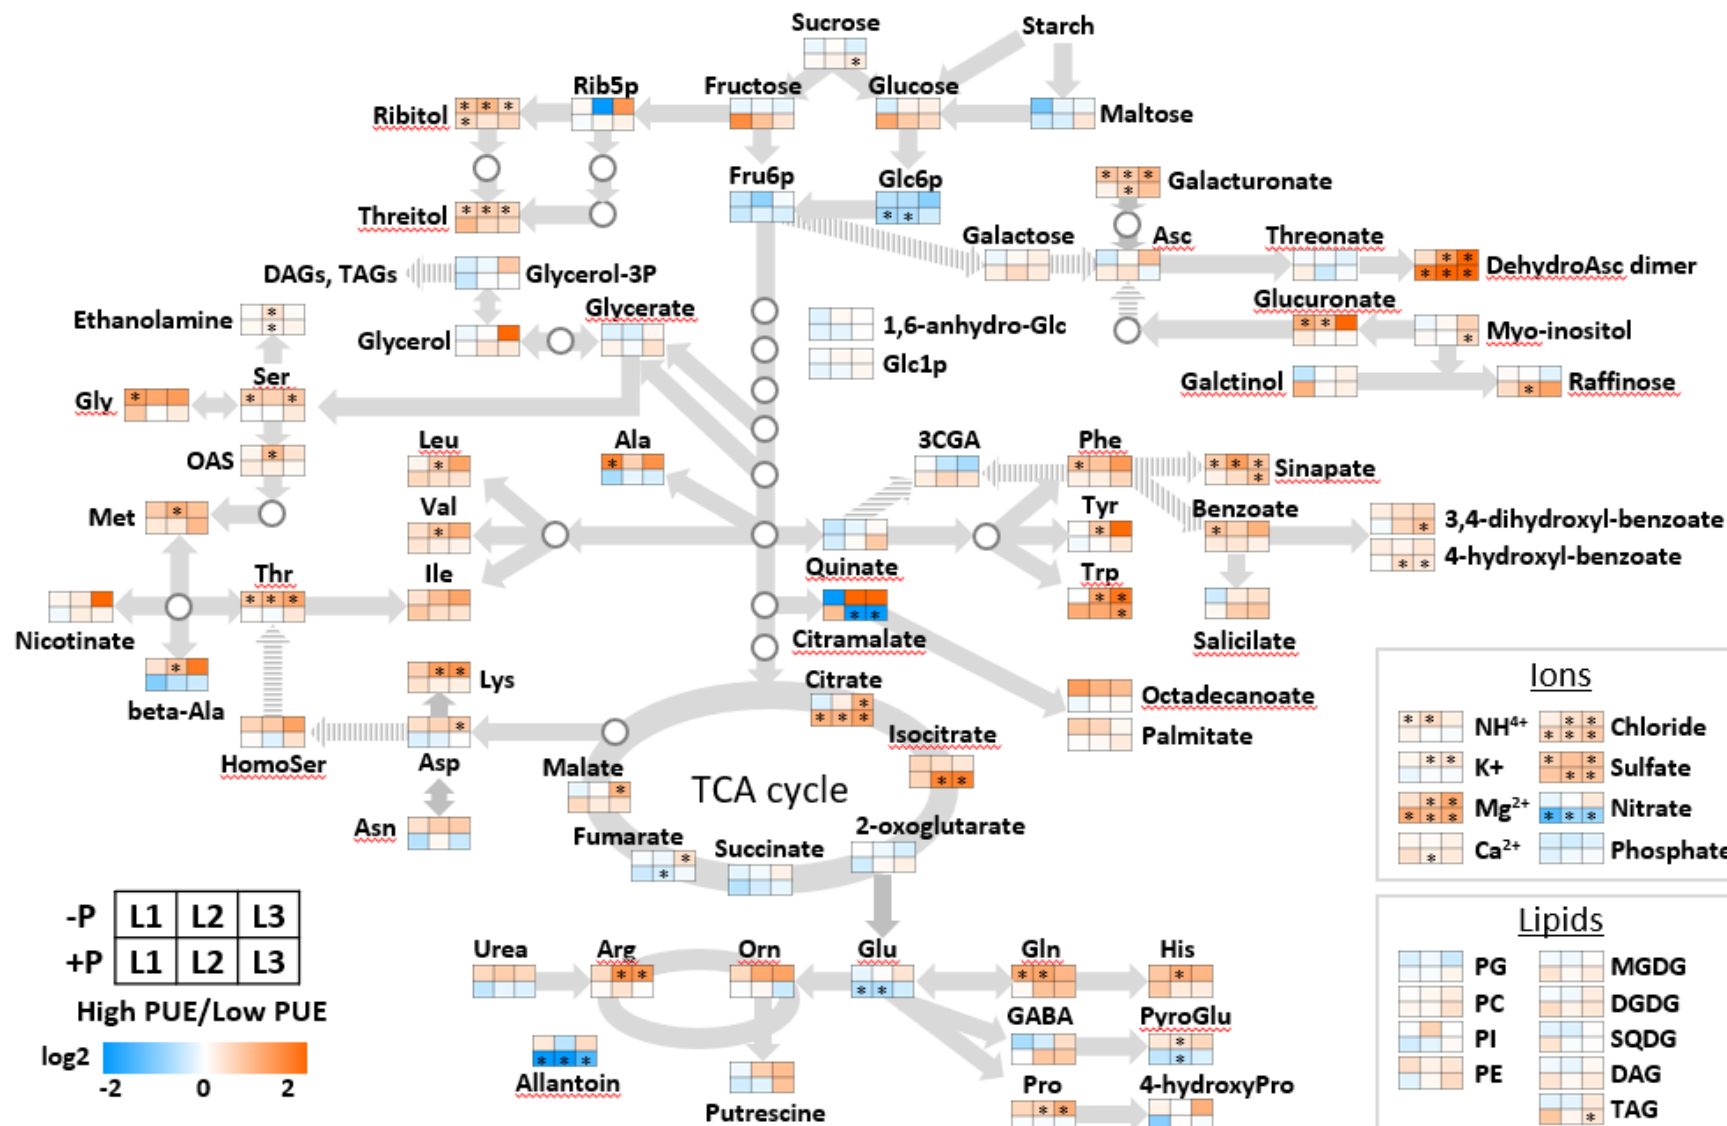 Sucrose
Starch
Rib5p
Fructose
Glucose
Ribitol
* * *
*
Maltose
*
Fru6p
Glc6p
* * *
*
Galacturonate
Threitol
* * *
* *
Galactose
Asc
Threonate
DAGs, TAGs
Glycerol-3P
* *
* * *
DehydroAsc dimer
Ethanolamine
*
*
Glycerate
Glucuronate
Glycerol
1,6-anhydro-Glc
* *
*
Myo-inositol
Glc1p
Ser
Gly
*
* *
Galctinol
*
Raffinose
Leu
Ala
3CGA
Phe
OAS
*
*
*
*
* * *
*
Sinapate
Met
*
Val
Tyr
Benzoate
*
*
*
*
3,4-dihydroxyl-benzoate
* *
4-hydroxyl-benzoate
Thr
Ile
Quinate
Trp
* * *
* *
*
Nicotinate
* *
Citramalate
Salicilate
*
beta-Ala
* *
Lys
Citrate
*
* * *
Octadecanoate
Ions
HomoSer
*
Asp
Isocitrate
Palmitate
* *
NH4+
* *
* * *
Chloride
Malate
*
TCA cycle
* *
* *
K+
* *
* *
Sulfate
Asn
Fumarate
2-oxoglutarate
* *
* * *
Mg2+
* * *
Nitrate
*
*
Succinate
*
Ca2+
Phosphate
-P L1 L2 L3
+P L1 L2 L3
High PUE/Low PUE
log2
-2 0 2
Urea
Arg
Orn
Glu
Gln
His
* *
* *
* *
*
Lipids
PG
MGDG
PC
DGDG
GABA
PyroGlu
*
*
PI
SQDG
* * *
Allantoin
Putrescine
Pro
4-hydroxyPro
* *
PE
DAG
*
TAG